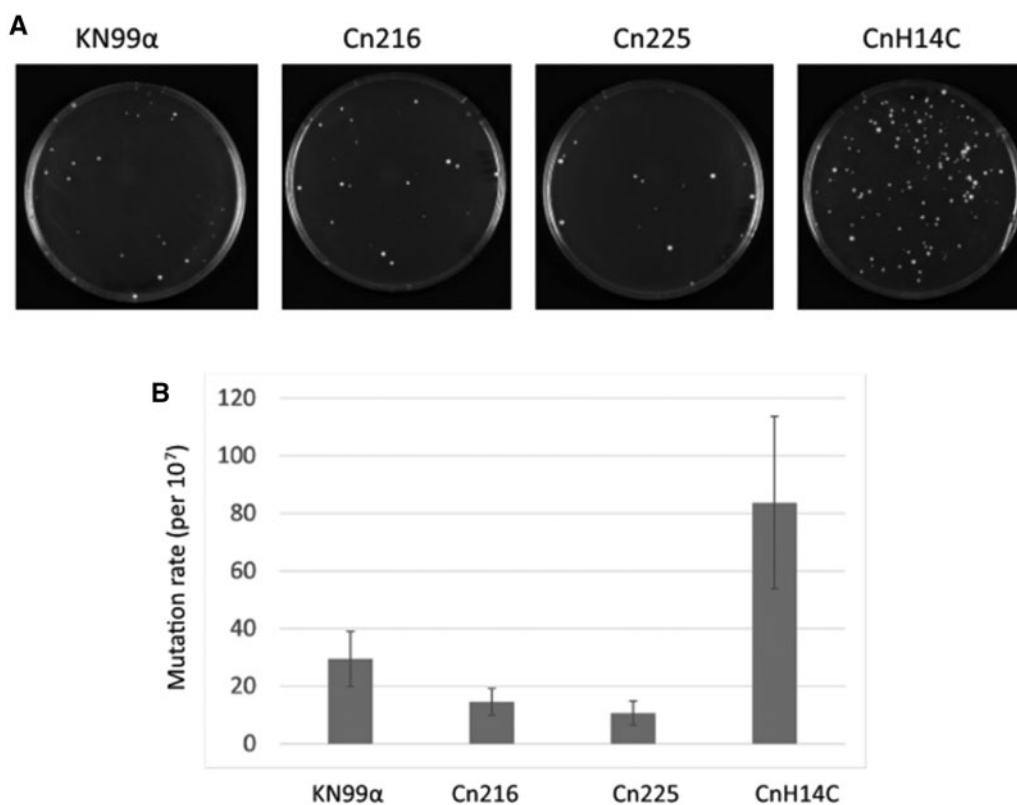 A
KN99α Cn216 Cn225 CnH14C
B
120
100
80
60
40
20
0
Mutation rate (per 10⁷)
KN99α Cn216 Cn225 CnH14C